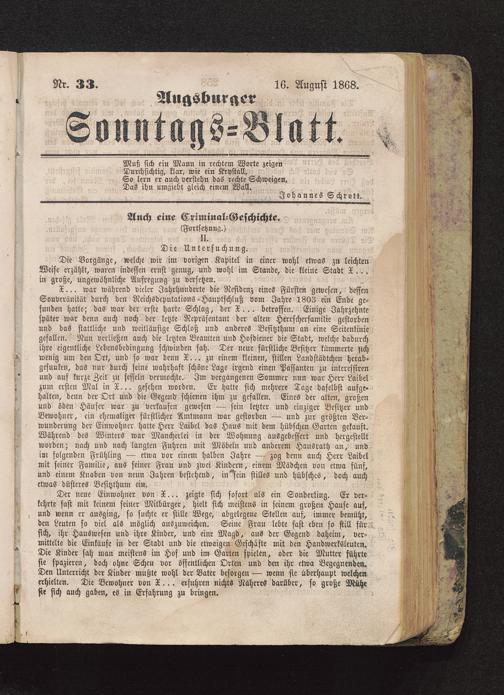 Nr. 33.
16. August 1868.
Augsburger
Sonntags=Blatt.
Muß sich ein Mann in rechtem Worte zeigen
Durchsichtig, klar, wie ein Krystall,
So lern er auch verstehn das rechte Schweigen,
Das ihn umgiebt gleich einem Wall.
Johannes Schrott.
Auch eine Criminal-Geschichte.
(Fortsetzung.)
II.
Die Untersuchung.
Die Vorgänge, welche wir im vorigen Kapitel in einer wohl etwas zu leichten
Weise erzählt, waren indessen ernst genug, und wohl im Stande, die kleine Stadt X...
in große, ungewöhnliche Aufregung zu versetzen.
X... war während vieler Jahrhunderte die Residenz eines Fürsten gewesen, dessen
Souveränität durch den Reichsdeputations-Hauptschluß vom Jahre 1803 ein Ende ge-
funden hatte; das war der erste harte Schlag, der X... betroffen. Einige Jahrzehnte
später war denn auch noch der letzte Repräsentant der alten Herrscherfamilie gestorben
und das stattliche und weitläufige Schloß und anderes Besitzthum an eine Seitenlinie
gefallen. Nun verließen auch die letzten Beamten und Hofdiener die Stadt, welche dadurch
ihre eigentliche Lebensbedingung schwinden sah. Der neue fürstliche Besitzer kümmerte sich
wenig um den Ort, und so war denn X... zu einem kleinen, stillen Landstädtchen herab-
gesunken, das nur durch seine wahrhaft schöne Lage irgend einen Passanten zu interessiren
und auf kurze Zeit zu fesseln vermochte. Im vergangenen Sommer nun war Herr Laibel
zum ersten Mal in X... gesehen worden. Er hatte sich mehrere Tage daselbst aufge-
halten, denn der Ort und die Gegend schienen ihm zu gefallen. Eines der alten, großen
und öden Häuser war zu verkaufen gewesen — sein letzter und einziger Besitzer und
Bewohner, ein ehemaliger fürstlicher Amtmann war gestorben — und zur größten Ver-
wunderung der Einwohner hatte Herr Laibel das Haus mit dem hübschen Garten gekauft.
Während des Winters war Mancherlei in der Wohnung ausgebessert und hergestellt
worden; nach und nach langten Fuhren mit Möbeln und anderem Hausrath an, und
im folgenden Frühling — etwa vor einem halben Jahre — zog denn auch Herr Laibel
mit seiner Familie, aus seiner Frau und zwei Kindern, einem Mädchen von etwa fünf,
und einem Knaben von neun Jahren bestehend, in sein stilles und hübsches, doch auch
etwas düsteres Besitzthum ein.
Der neue Einwohner von X... zeigte sich sofort als ein Sonderling. Er ver-
kehrte fast mit keinem seiner Mitbürger, hielt sich meistens in seinem großen Hause auf,
und wenn er ausging, so suchte er stille Wege, abgelegene Stellen auf, immer bemüht,
den Leuten so viel als möglich auszuweichen. Seine Frau lebte fast eben so still für
sich, ihr Hauswesen und ihre Kinder, und eine Magd, aus der Gegend daheim, ver-
mittelte die Einkäufe in der Stadt und die etwaigen Geschäfte mit den Handwerksleuten.
Die Kinder sah man meistens im Hof und im Garten spielen, oder die Mutter führte
sie spazieren, doch ohne Scheu vor öffentlichen Orten und den ihr etwa Begegnenden.
Den Unterricht der Kinder mußte wohl der Vater besorgen — wenn sie überhaupt welchen
erhielten. Die Bewohner von X... erfuhren nichts Näheres darüber, so große Mühe
sie sich auch gaben, es in Erfahrung zu bringen.